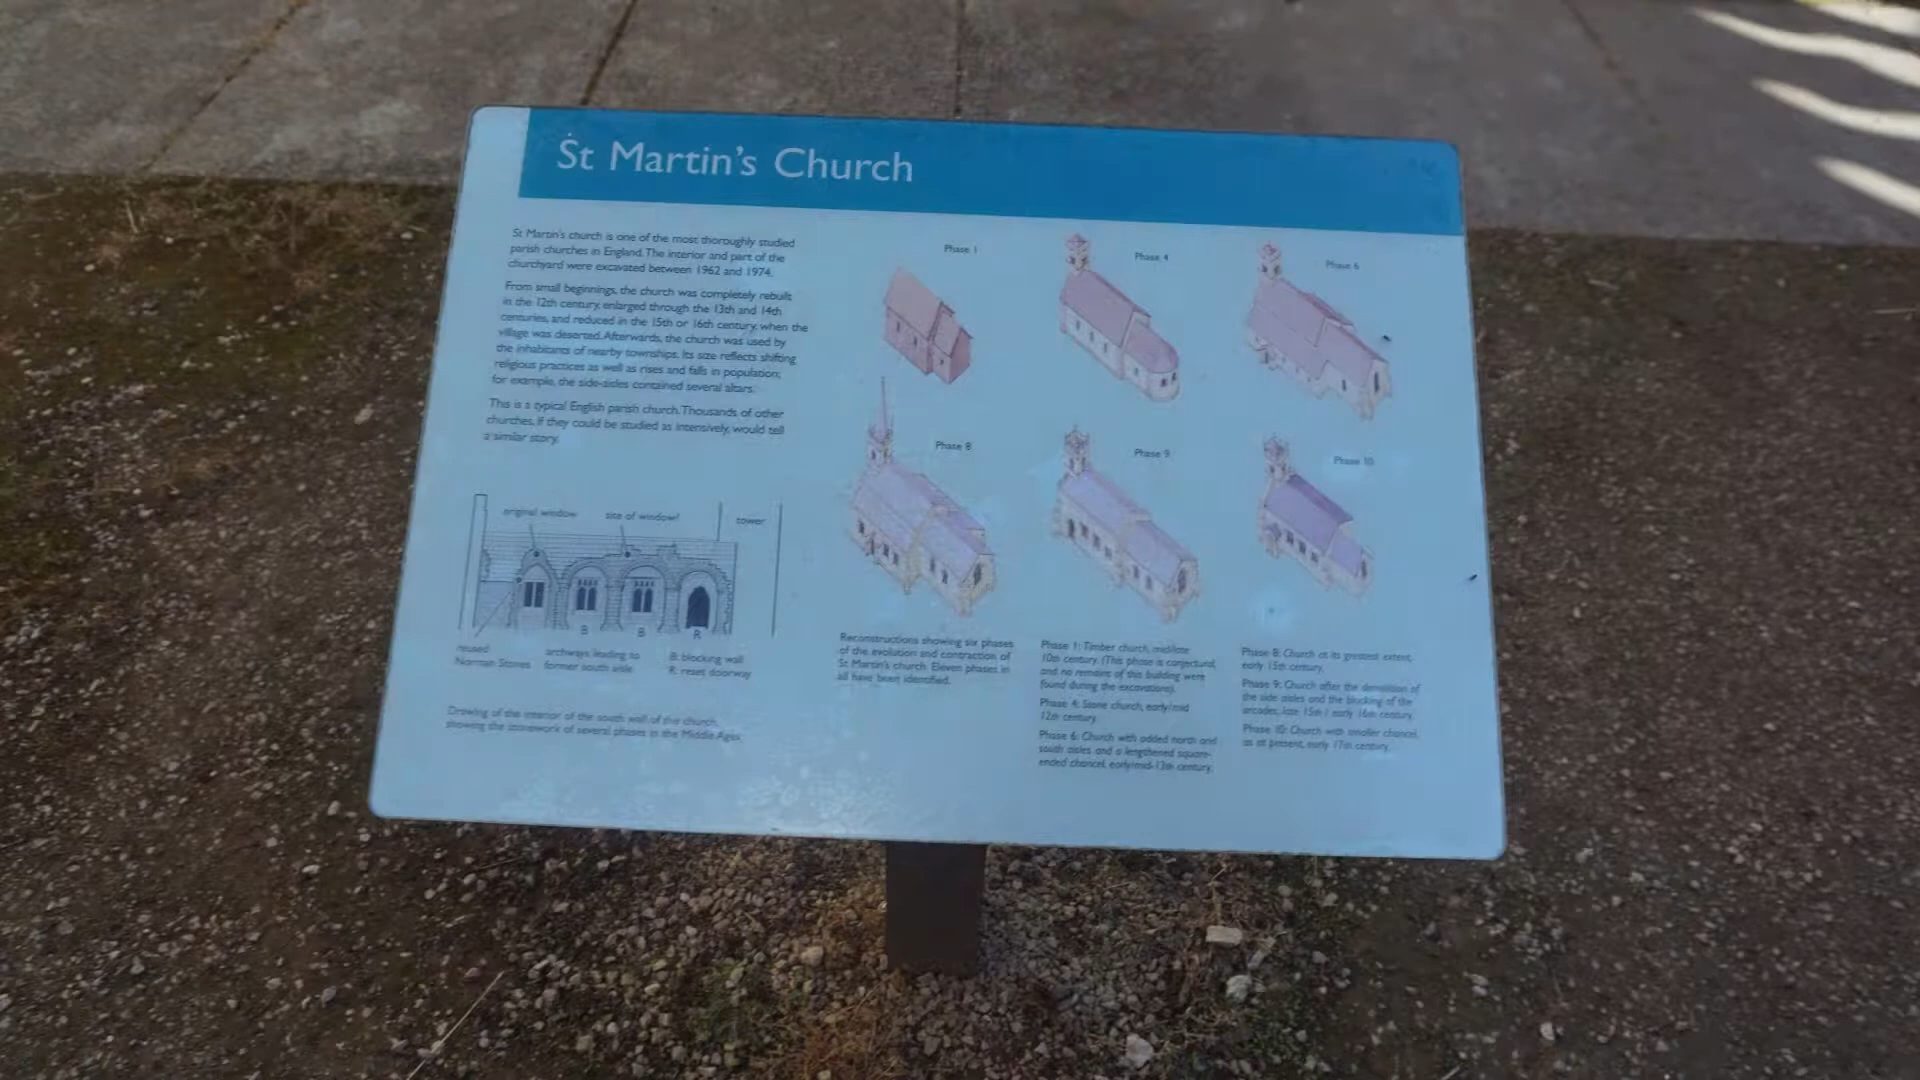 St Martin's Church
St Martin's church is one of the most thoroughly studied
parish churches in England. The interior and part of the
churchyard were excavated between 1962 and 1974.
From small beginnings, the church was completely rebuilt
in the 12th century, enlarged through the 13th and 14th
centuries, and reduced in the 15th or 16th century, when the
village was deserted. Afterwards, the church was used by
the inhabitants of nearby townships. Its size reflects shifting
religious practices as well as rises and falls in population;
for example, the side-aisles contained several altars.
This is a typical English parish church. Thousands of other
churches, if they could be studied as intensively, would tell
a similar story.
original window
site of window?
tower
B
B
R
reused
Norman Stones
archways leading to
former south aisle
B: blocking wall
R: reset doorway
Drawing of the interior of the south wall of the church,
showing the stonework of several phases in the Middle Ages.
Phase 1
Phase 4
Phase 6
Phase 8
Phase 9
Phase 10
Reconstructions showing six phases
of the evolution and contraction of
St Martin's church. Eleven phases in
all have been identified.
Phase 1: Timber church, mid/late
10th century. (This phase is conjectural,
and no remains of this building were
found during the excavations).
Phase 4: Stone church, early/mid
12th century.
Phase 6: Church with added north and
south aisles and a lengthened square-
ended chancel, early/mid-13th century.
Phase 8: Church at its greatest extent,
early 15th century.
Phase 9: Church after the demolition of
the side aisles and the blocking of the
arcades, late 15th / early 16th century.
Phase 10: Church with smaller chancel,
as at present, early 17th century.